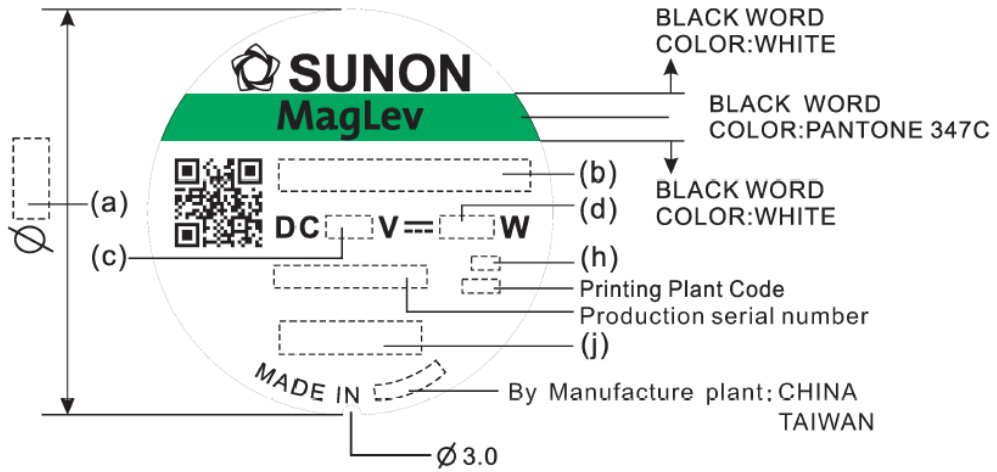 BLACK WORD
COLOR:WHITE
SUNON
MagLev
BLACK WORD
COLOR:PANTONE 347C
(a)
(b)
BLACK WORD
COLOR:WHITE
(d)
DC V⎓ W
(c)
(h)
Ø
Printing Plant Code
Production serial number
(j)
MADE IN
By Manufacture plant: CHINA
TAIWAN
Ø 3.0